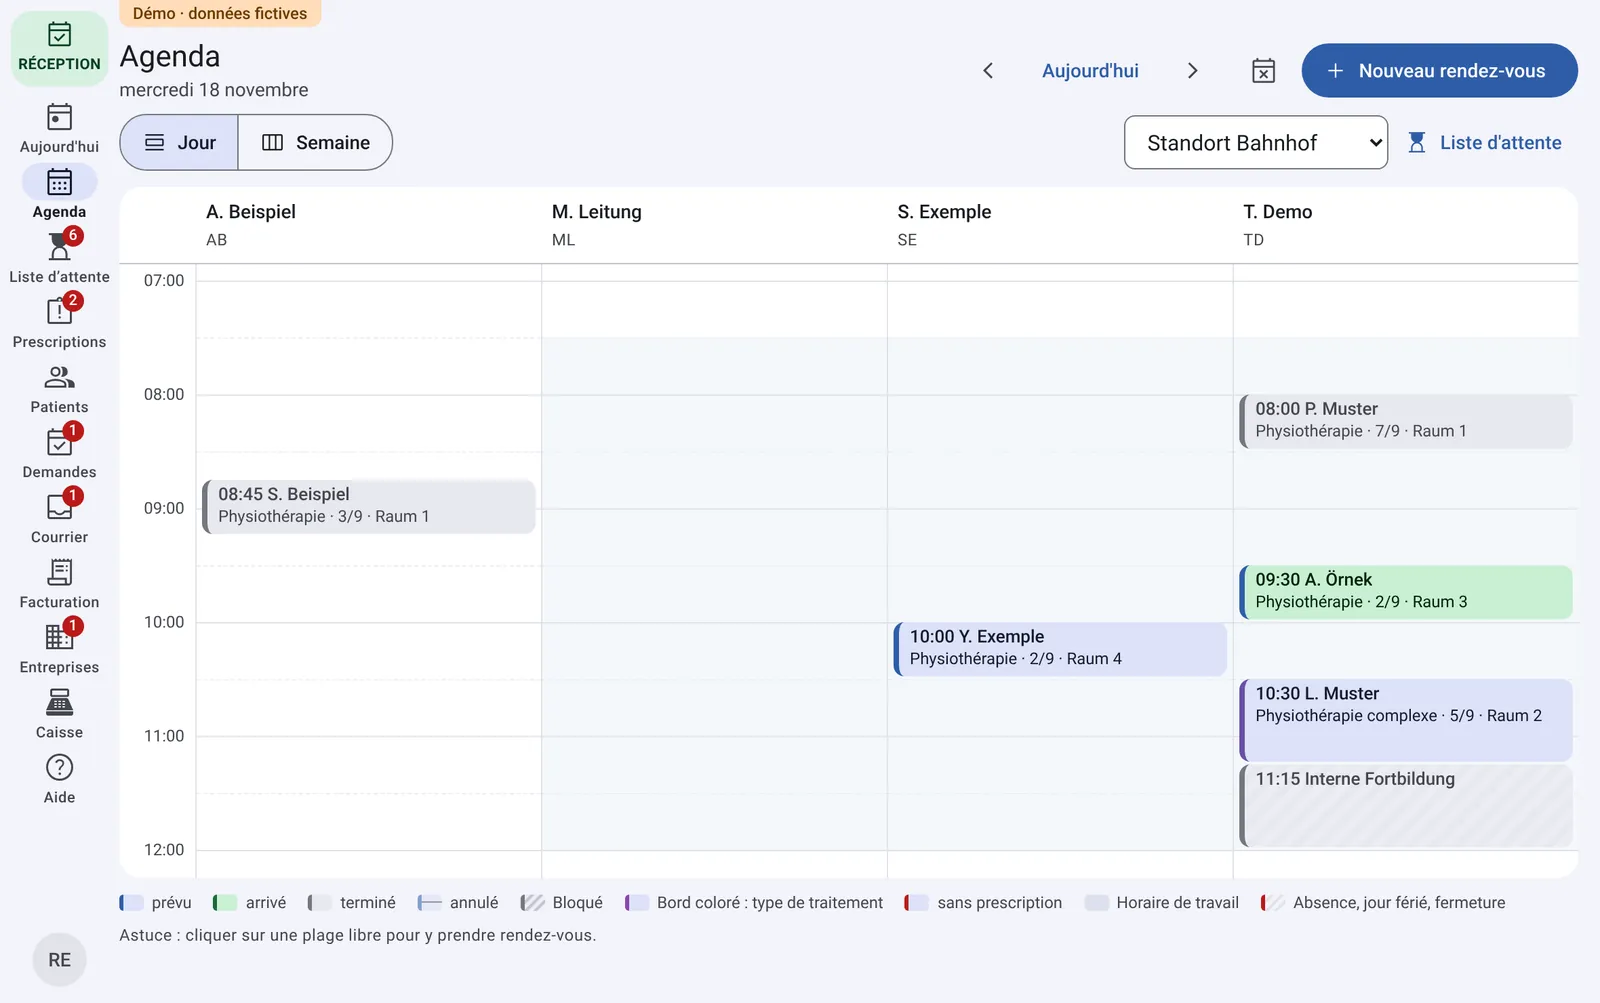 Démo · données fictives
RÉCEPTION
Agenda
mercredi 18 novembre
Aujourd'hui
Nouveau rendez-vous
Jour
Semaine
Standort Bahnhof
Liste d'attente
Aujourd'hui
Agenda
6
Liste d'attente
2
Prescriptions
Patients
1
Demandes
1
Courrier
Facturation
1
Entreprises
Caisse
Aide
RE
A. Beispiel
AB
M. Leitung
ML
S. Exemple
SE
T. Demo
TD
07:00
08:00
09:00
10:00
11:00
12:00
08:45 S. Beispiel
Physiothérapie · 3/9 · Raum 1
10:00 Y. Exemple
Physiothérapie · 2/9 · Raum 4
08:00 P. Muster
Physiothérapie · 7/9 · Raum 1
09:30 A. Örnek
Physiothérapie · 2/9 · Raum 3
10:30 L. Muster
Physiothérapie complexe · 5/9 · Raum 2
11:15 Interne Fortbildung
prévu
arrivé
terminé
annulé
Bloqué
Bord coloré : type de traitement
sans prescription
Horaire de travail
Absence, jour férié, fermeture
Astuce : cliquer sur une plage libre pour y prendre rendez-vous.